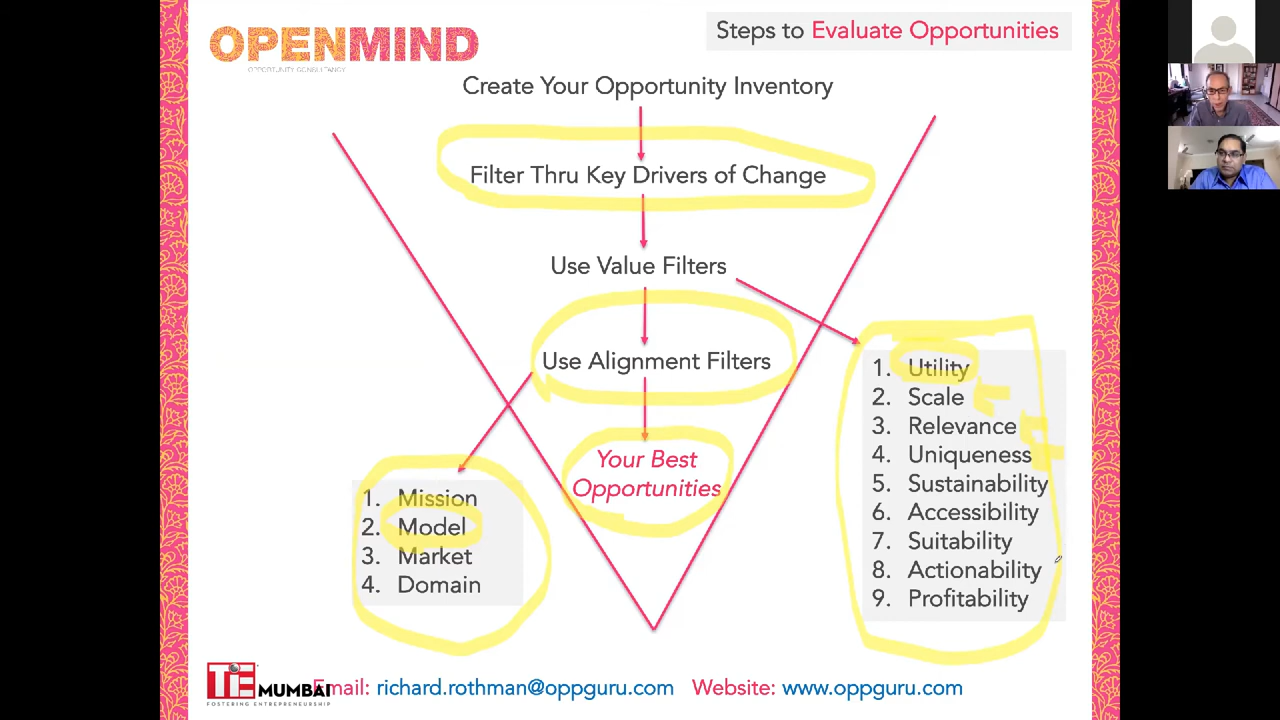 OPENMIND
OPPORTUNITY CONSULTANCY
Steps to Evaluate Opportunities
Create Your Opportunity Inventory
Filter Thru Key Drivers of Change
Use Value Filters
Use Alignment Filters
Your Best
Opportunities
1. Mission
2. Model
3. Market
4. Domain
1. Utility
2. Scale
3. Relevance
4. Uniqueness
5. Sustainability
6. Accessibility
7. Suitability
8. Actionability
9. Profitability
TiE MUMBAI
FOSTERING ENTREPRENEURSHIP
Email: richard.rothman@oppguru.com Website: www.oppguru.com